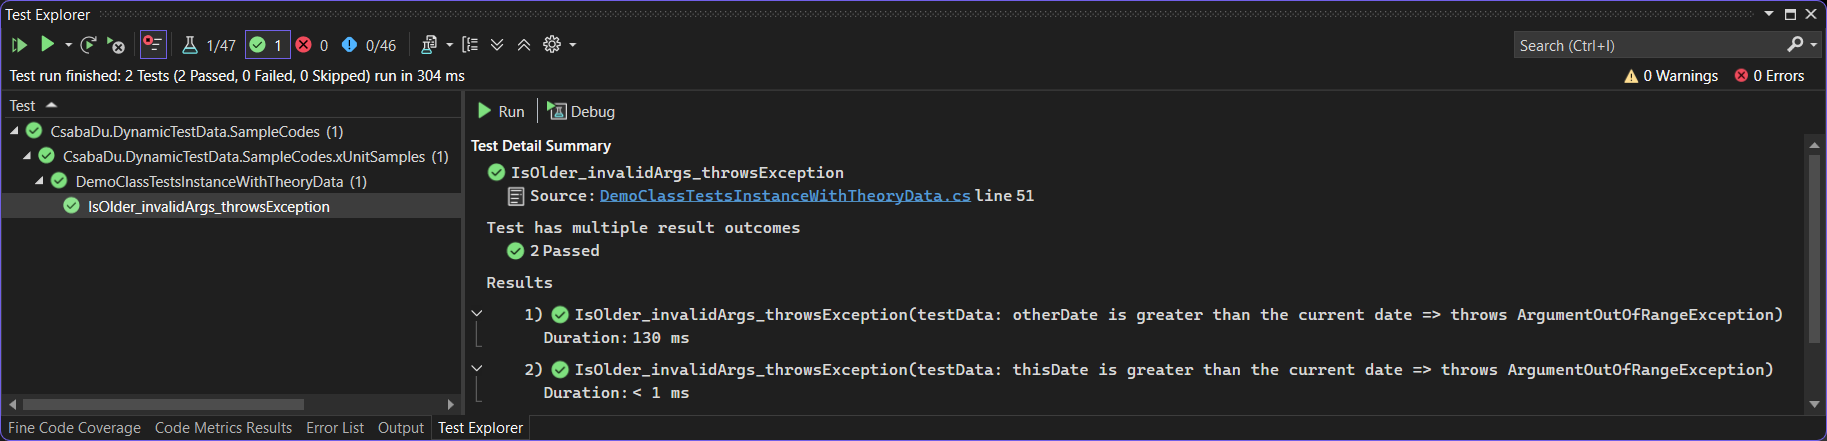 Test Explorer
1/47 1 0 0/46 Search (Ctrl+I)
Test run finished: 2 Tests (2 Passed, 0 Failed, 0 Skipped) run in 304 ms 0 Warnings 0 Errors
Test
CsabaDu.DynamicTestData.SampleCodes (1)
CsabaDu.DynamicTestData.SampleCodes.xUnitSamples (1)
DemoClassTestsInstanceWithTheoryData (1)
IsOlder_invalidArgs_throwsException
Run Debug
Test Detail Summary
IsOlder_invalidArgs_throwsException
Source: DemoClassTestsInstanceWithTheoryData.cs line 51
Test has multiple result outcomes
2 Passed
Results
1) IsOlder_invalidArgs_throwsException(testData: otherDate is greater than the current date => throws ArgumentOutOfRangeException)
Duration: 130 ms
2) IsOlder_invalidArgs_throwsException(testData: thisDate is greater than the current date => throws ArgumentOutOfRangeException)
Duration: < 1 ms
Fine Code Coverage Code Metrics Results Error List Output Test Explorer